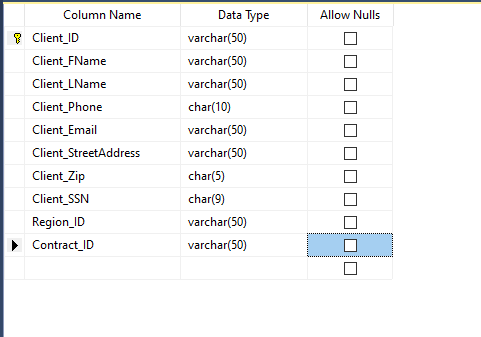 Column Name Data Type Allow Nulls
Client_ID varchar(50)
Client_FName varchar(50)
Client_LName varchar(50)
Client_Phone char(10)
Client_Email varchar(50)
Client_StreetAddress varchar(50)
Client_Zip char(5)
Client_SSN char(9)
Region_ID varchar(50)
Contract_ID varchar(50)